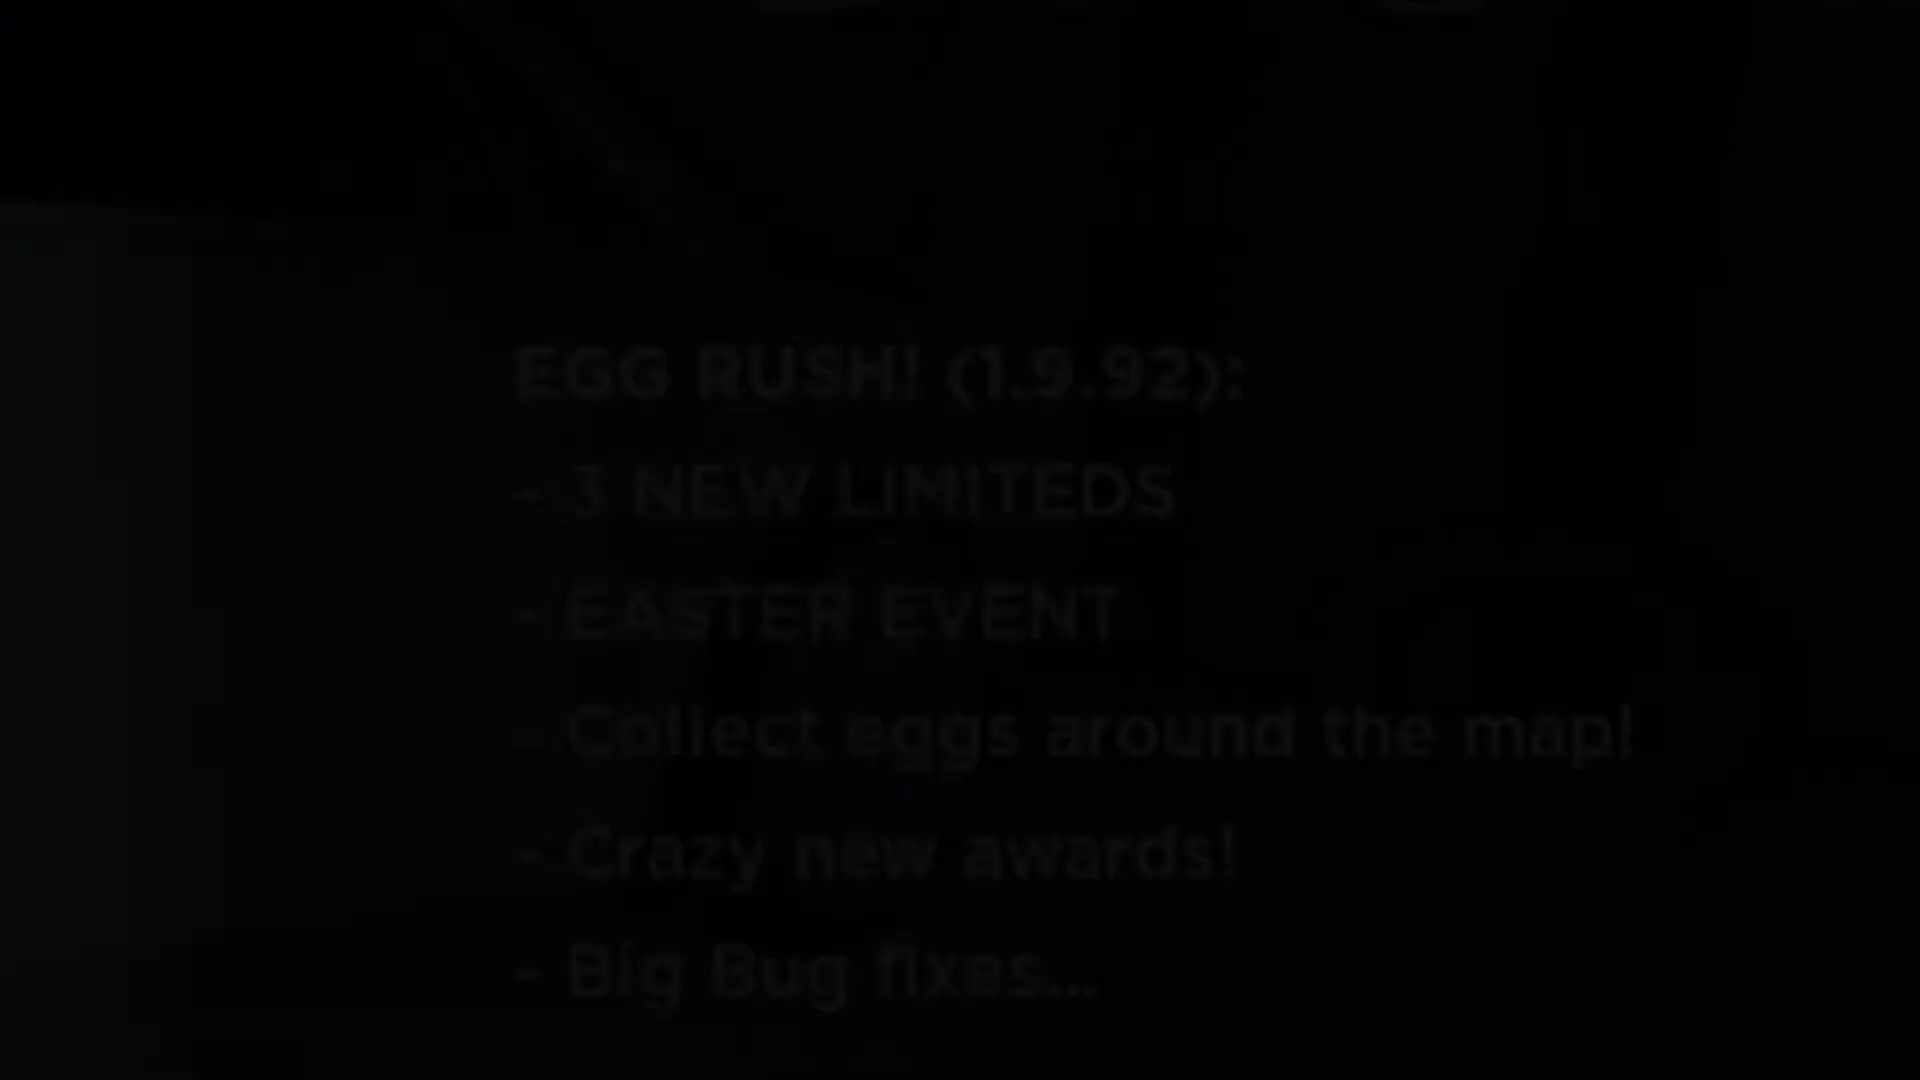 EGG RUSH! (1.9.92):
- 3 NEW LIMITEDS
- EASTER EVENT
- Collect eggs around the map!
- Crazy new awards!
- Big Bug fixes...